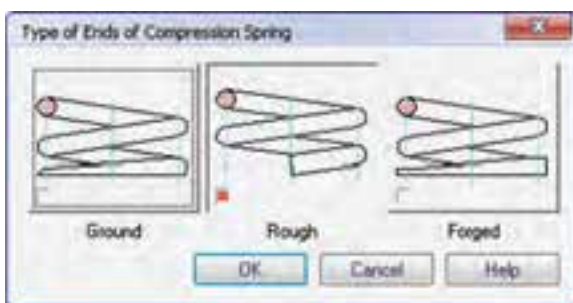 Type of Ends of Compression Spring
Ground Rough Forged
OK Cancel Help